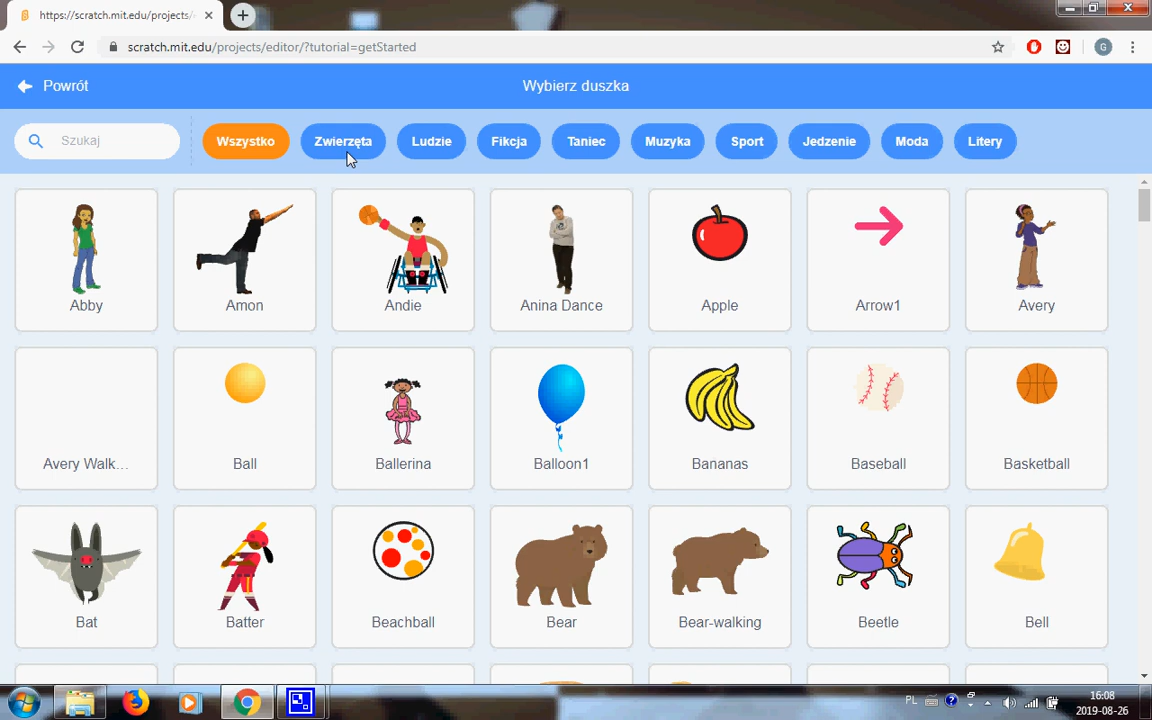 https://scratch.mit.edu/projects/
scratch.mit.edu/projects/editor/?tutorial=getStarted
G
Powrót
Wybierz duszka
Szukaj
Wszystko
Zwierzęta
Ludzie
Fikcja
Taniec
Muzyka
Sport
Jedzenie
Moda
Litery
Abby
Amon
Andie
Anina Dance
Apple
Arrow1
Avery
Avery Walk...
Ball
Ballerina
Balloon1
Bananas
Baseball
Basketball
Bat
Batter
Beachball
Bear
Bear-walking
Beetle
Bell
PL
16:08
2019-08-26